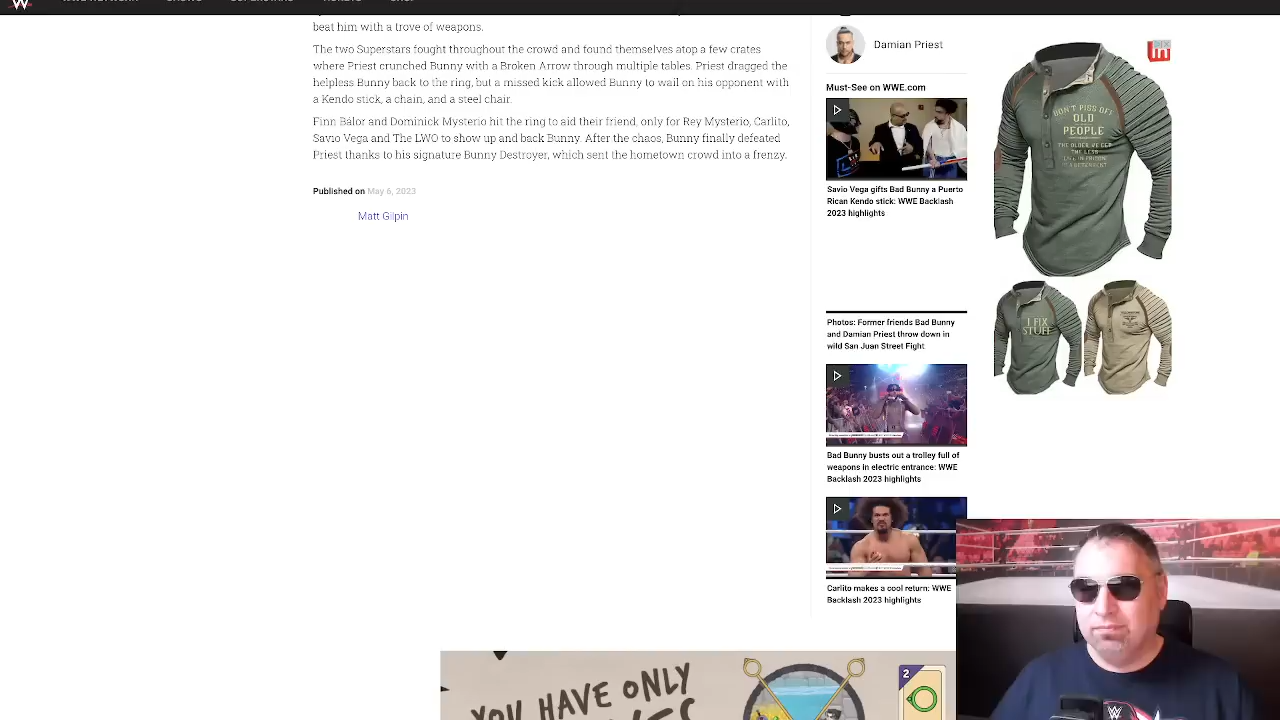 beat him with a trove of weapons.
The two Superstars fought throughout the crowd and found themselves atop a few crates
where Priest crunched Bunny with a Broken Arrow through multiple tables. Priest dragged the
helpless Bunny back to the ring, but a missed kick allowed Bunny to wail on his opponent with
a Kendo stick, a chain, and a steel chair.
Finn Bálor and Dominik Mysterio hit the ring to aid their friend, only for Rey Mysterio, Carlito,
Savio Vega and The LWO to show up and back Bunny. After the chaos, Bunny finally defeated
Priest thanks to his signature Bunny Destroyer, which sent the hometown crowd into a frenzy.
Published on May 6, 2023
Matt Gilpin
Damian Priest
Must-See on WWE.com
Savio Vega gifts Bad Bunny a Puerto
Rican Kendo stick: WWE Backlash
2023 highlights
Photos: Former friends Bad Bunny
and Damian Priest throw down in
wild San Juan Street Fight
Bad Bunny busts out a trolley full of
weapons in electric entrance: WWE
Backlash 2023 highlights
Carlito makes a cool return: WWE
Backlash 2023 highlights
DON'T PISS OFF
OLD
PEOPLE
THE OLDER WE GET
THE LESS
I FIX
STUFF
YOU HAVE ONLY
2